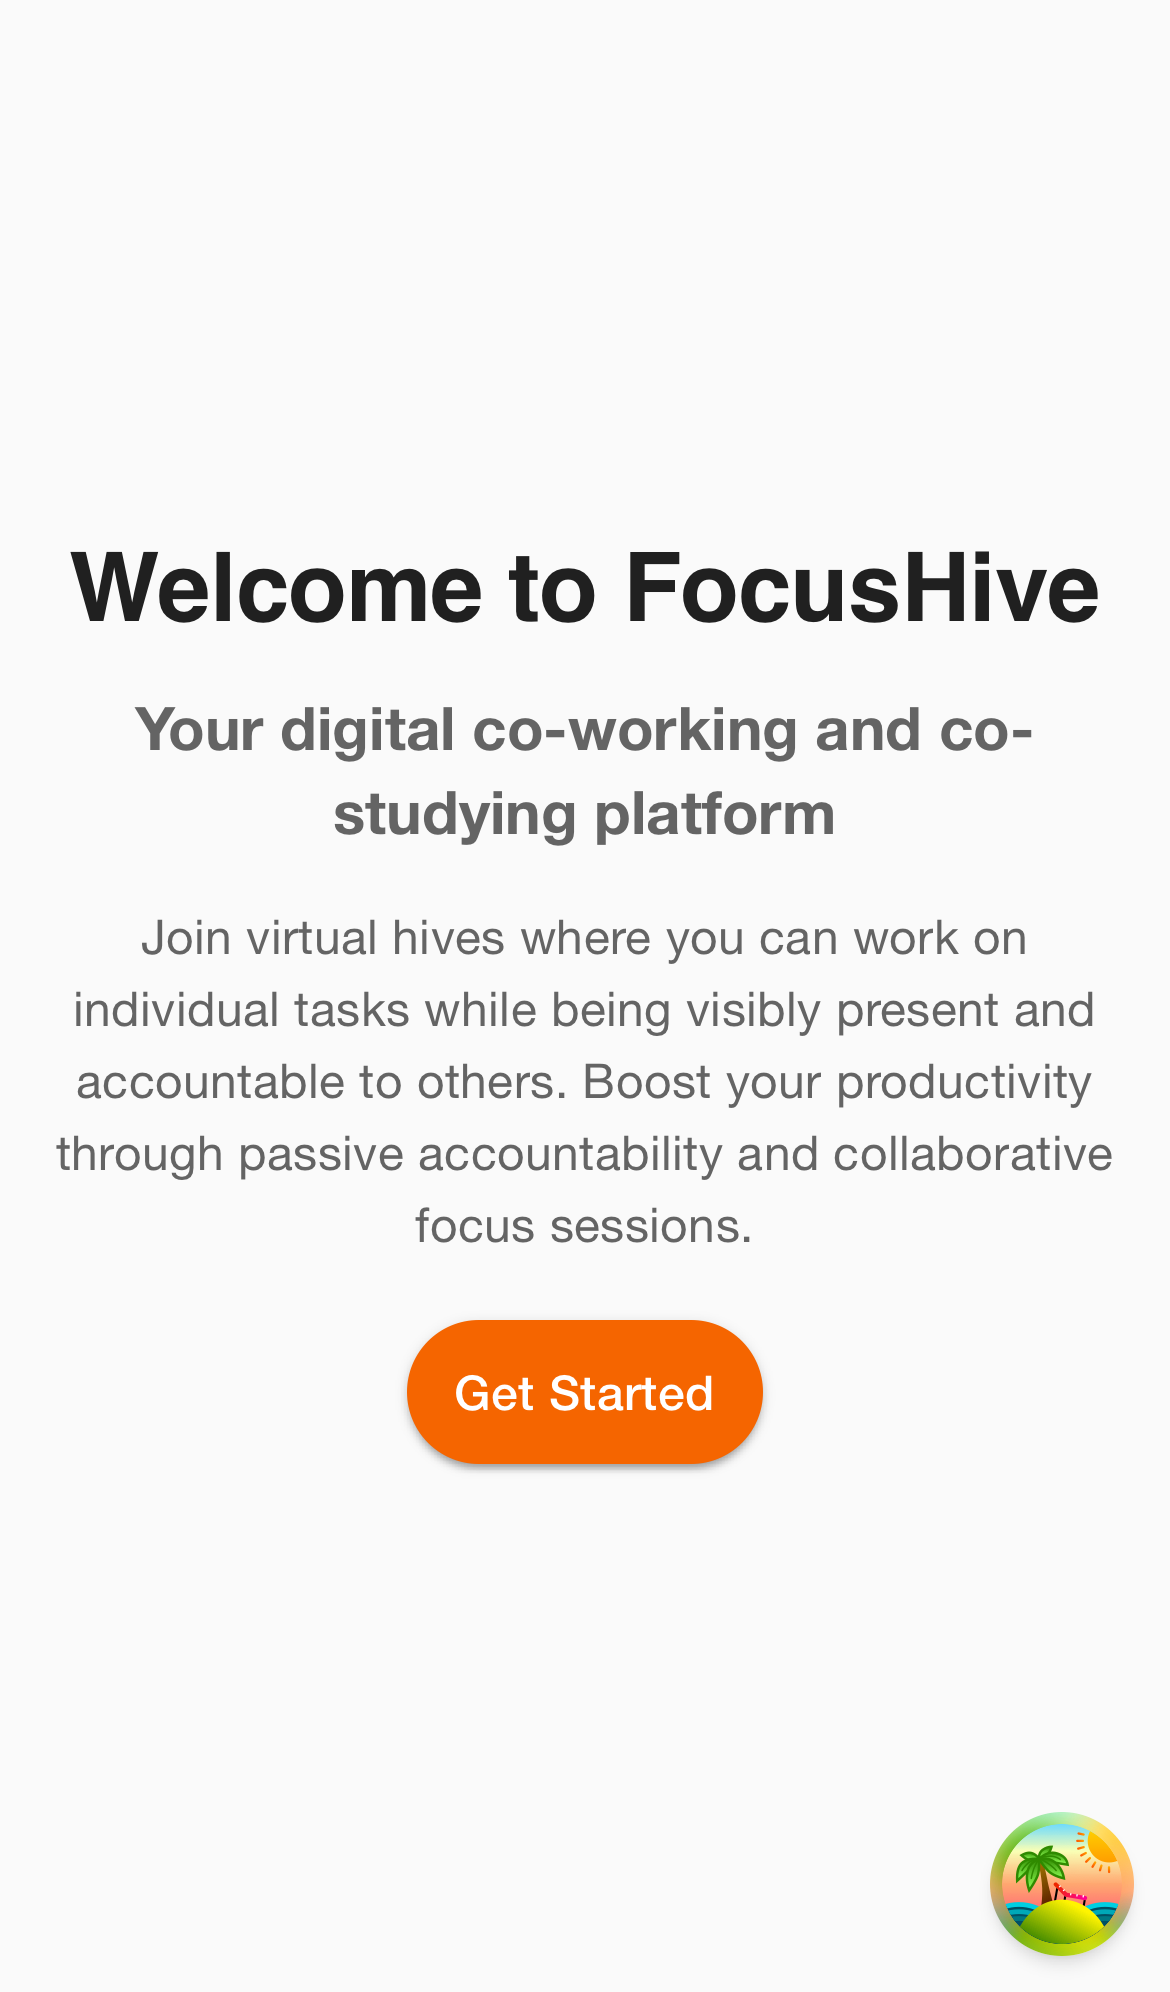 Welcome to FocusHive
Your digital co-working and co-
studying platform
Join virtual hives where you can work on
individual tasks while being visibly present and
accountable to others. Boost your productivity
through passive accountability and collaborative
focus sessions.
Get Started